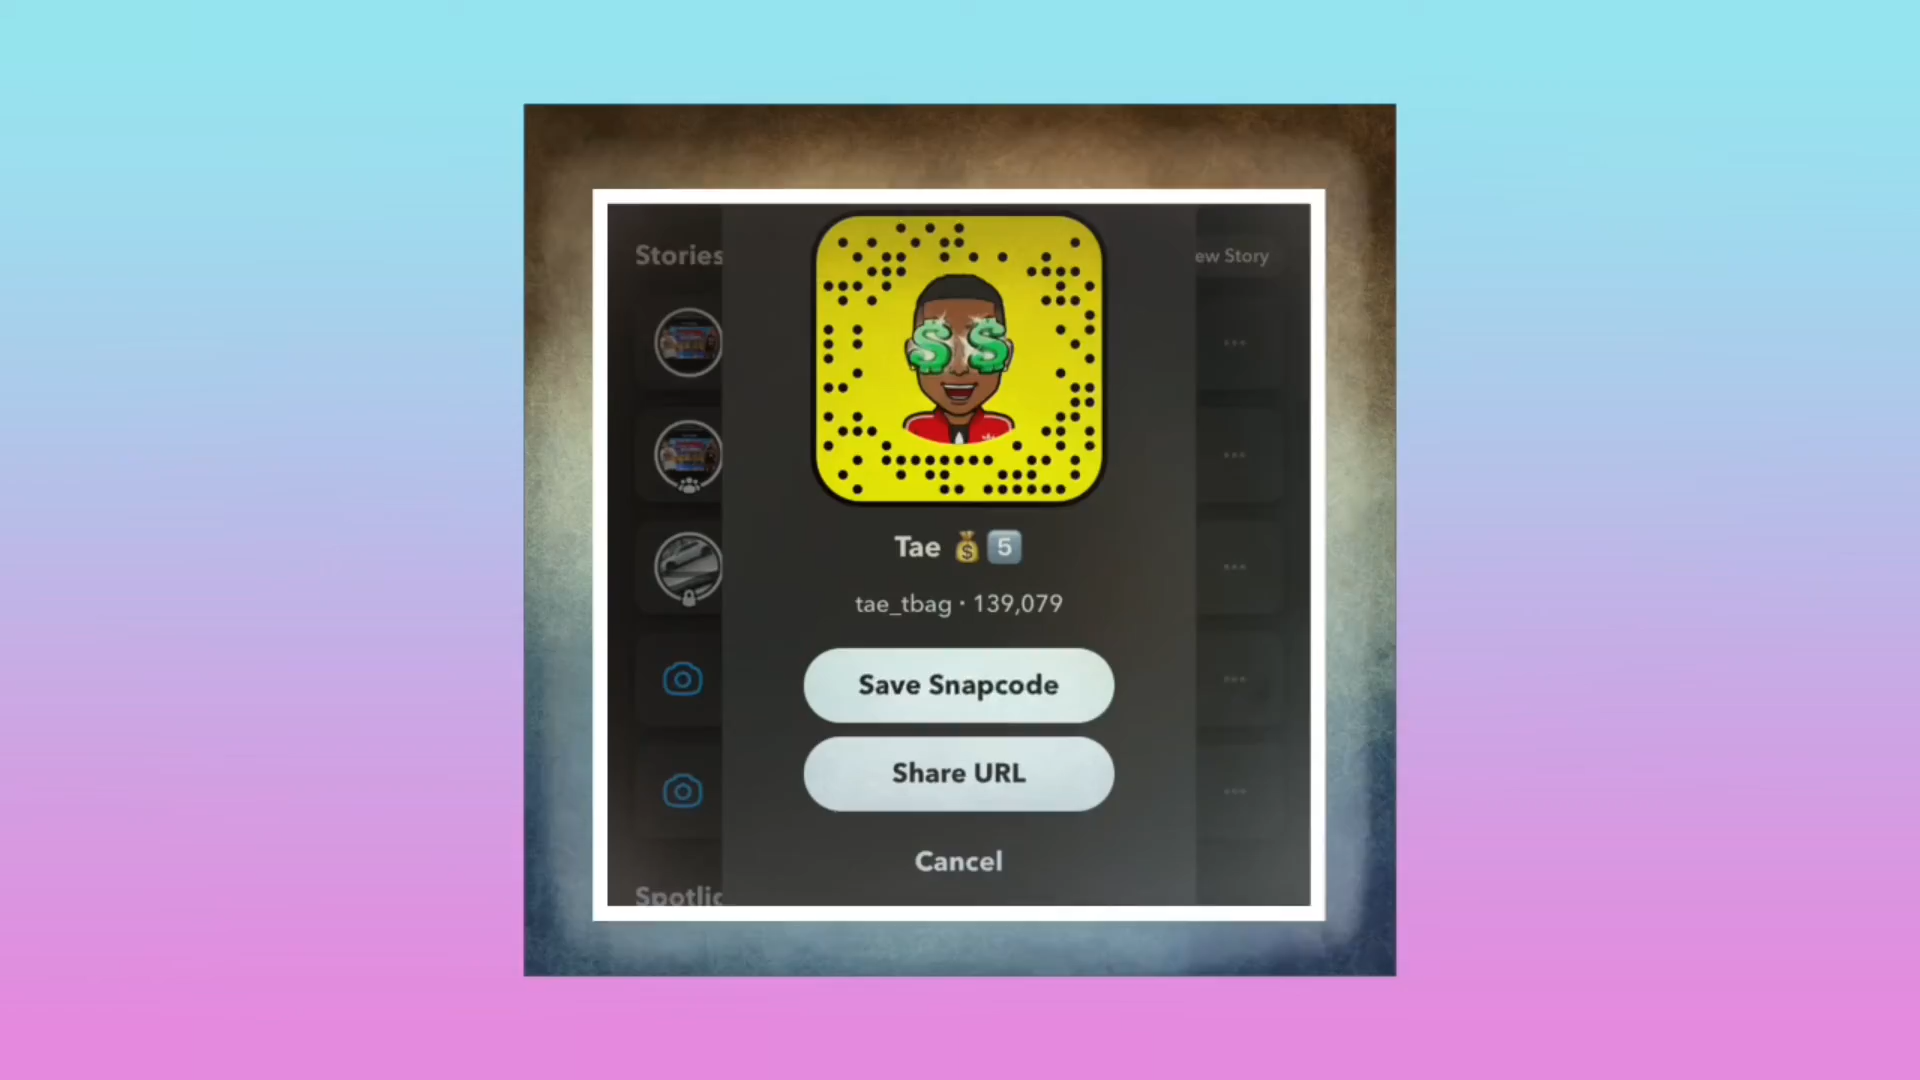 Stories
ew Story
Tae 💰 5️⃣
tae_tbag · 139,079
Save Snapcode
Share URL
Cancel
Spotlic